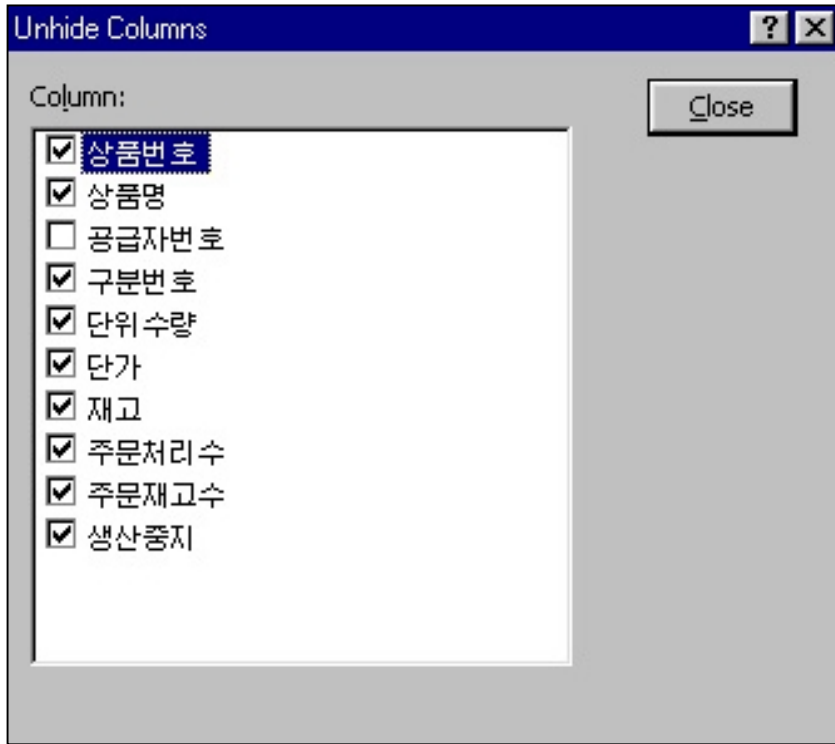 Unhide Columns
Column:
Close
상품번호
상품명
공급자번호
구분번호
단위수량
단가
재고
주문처리수
주문재고수
생산중지